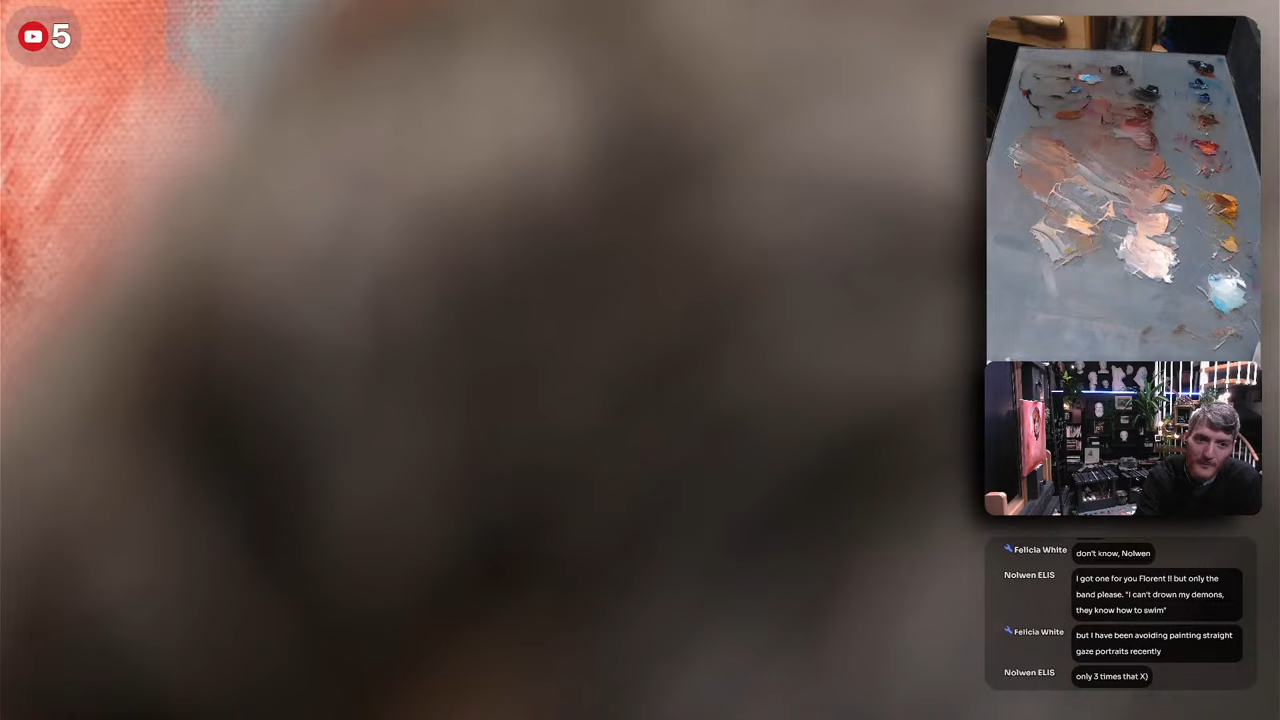 5
Felicia White don't know, Nolwen
Nolwen ELIS I got one for you Florent !! but only the
band please. "I can't drown my demons,
they know how to swim"
Felicia White but I have been avoiding painting straight
gaze portraits recently
Nolwen ELIS only 3 times that X)